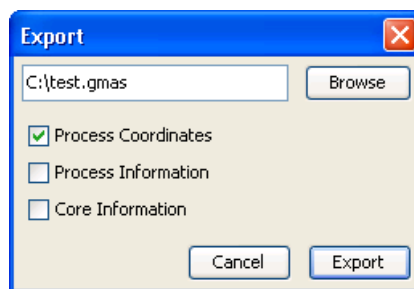 Export
C:\test.gmas
Browse
Process Coordinates
Process Information
Core Information
Cancel
Export